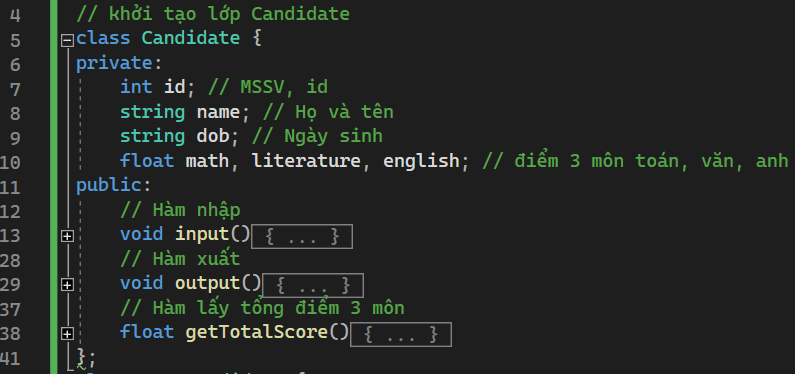 4 // khởi tạo lớp Candidate
5 class Candidate {
6 private:
7 int id; // MSSV, id
8 string name; // Họ và tên
9 string dob; // Ngày sinh
10 float math, literature, english; // điểm 3 môn toán, văn, anh
11 public:
12 // Hàm nhập
13 void input(){ ... }
28 // Hàm xuất
29 void output(){ ... }
37 // Hàm lấy tổng điểm 3 môn
38 float getTotalScore(){ ... }
41 };